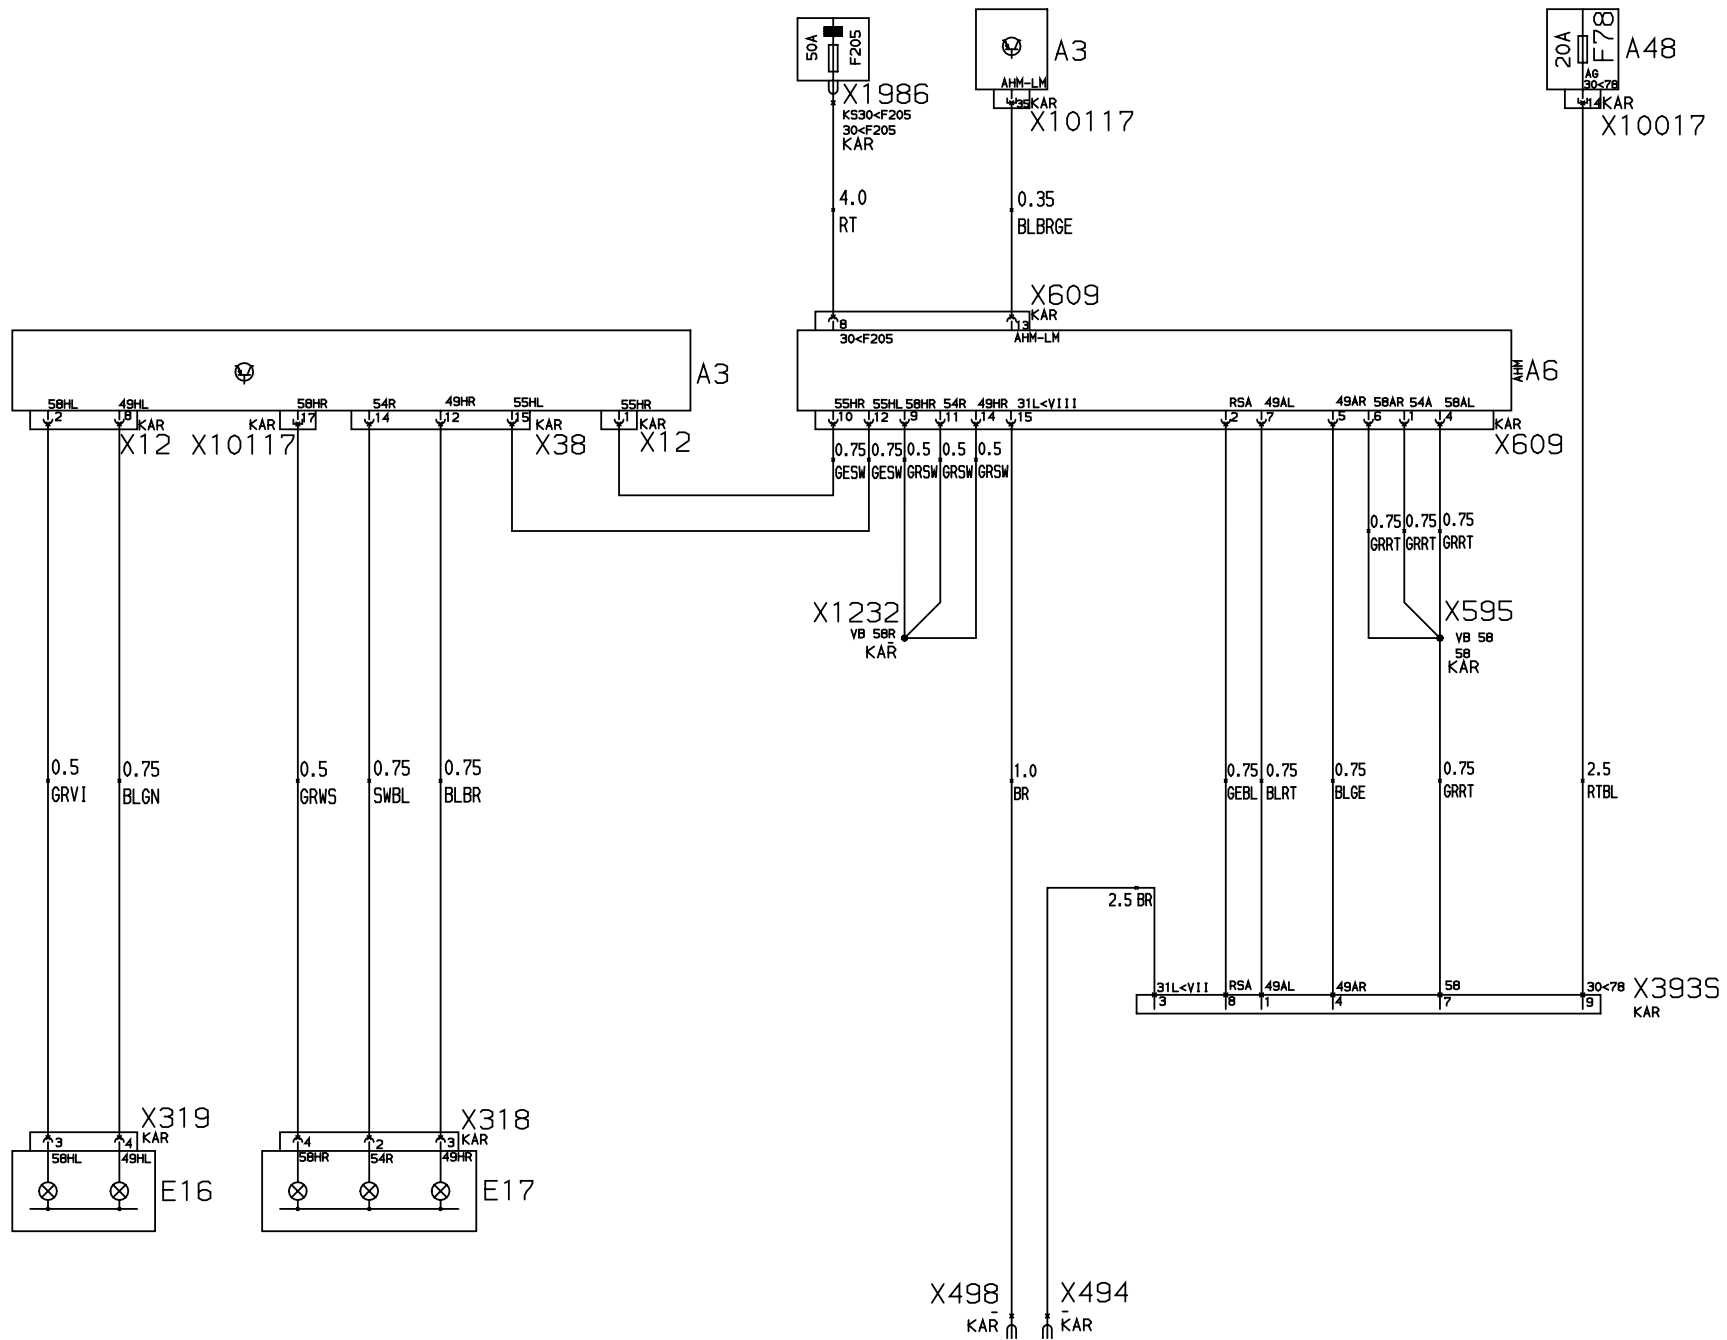 50A
F205
X1986
KS30<F205
30<F205
KAR
4.0
RT
A3
AHM-LM
35 KAR
X10117
0.35
BLBRGE
20A
F78
A48
AG
30<78
14 KAR
X10017
X609
KAR
8
13
30<F205
AHM-LM
A3
58HL
49HL
58HR
54R
49HR
55HL
55HR
2
8
KAR
X12
KAR
17
X10117
14
12
15
KAR
X38
1
KAR
X12
AHM
A6
55HR
55HL
58HR
54R
49HR
31L<VIII
RSA
49AL
49AR
58AR
54A
58AL
10
12
9
11
14
15
2
7
5
6
1
4
KAR
X609
0.75
0.75
0.5
0.5
0.5
GESW
GESW
GRSW
GRSW
GRSW
0.75
0.75
0.75
GRRT
GRRT
GRRT
X1232
VB 58R
KAR
X595
VB 58
58
KAR
0.5
GRVI
0.75
BLGN
0.5
GRWS
0.75
SWBL
0.75
BLBR
1.0
BR
0.75
GEBL
0.75
BLRT
0.75
BLGE
0.75
GRRT
2.5
RTBL
2.5 BR
31L<VII
RSA
49AL
49AR
58
30<78
X393S
KAR
3
8
1
4
7
9
X319
KAR
3
4
58HL
49HL
E16
X318
KAR
4
2
3
58HR
54R
49HR
E17
X498
KAR
X494
KAR